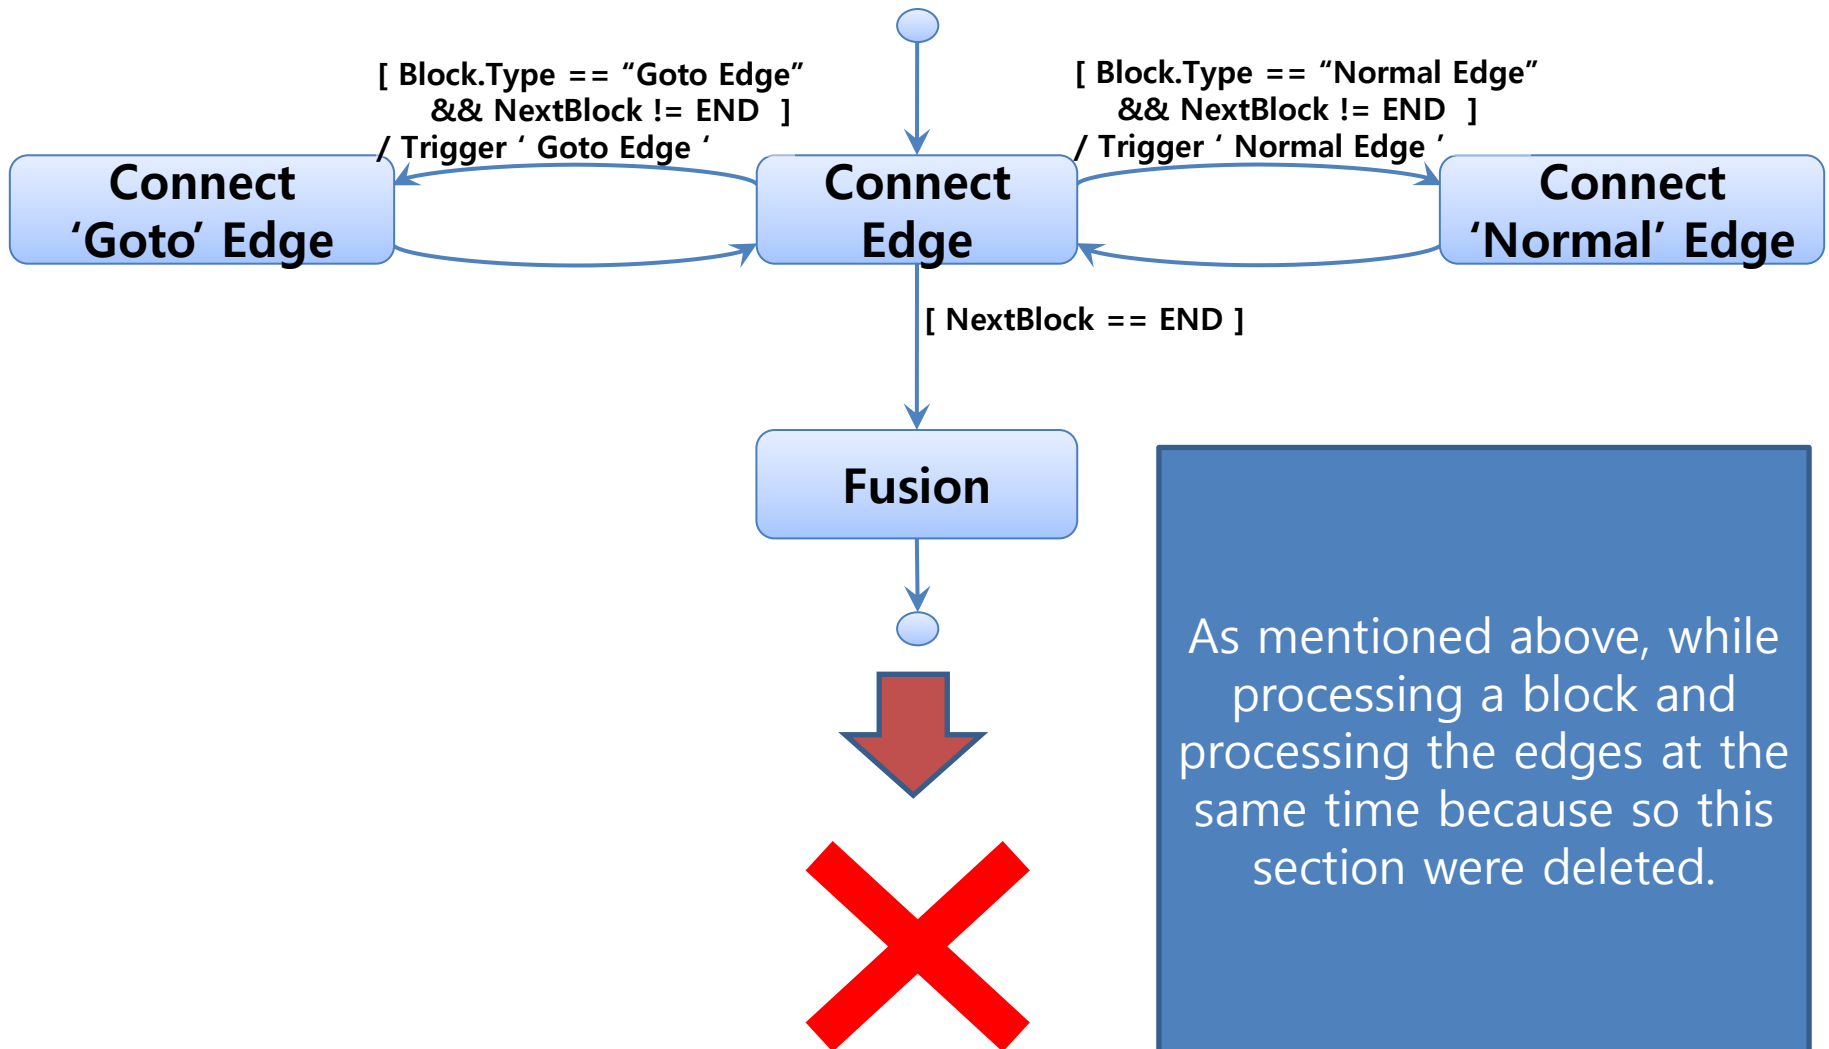 [ Block.Type == “Goto Edge”
&& NextBlock != END ]
/ Trigger ‘ Goto Edge ‘
[ Block.Type == “Normal Edge”
&& NextBlock != END ]
/ Trigger ‘ Normal Edge ’
Connect
‘Goto’ Edge
Connect
Edge
Connect
‘Normal’ Edge
[ NextBlock == END ]
Fusion
As mentioned above, while
processing a block and
processing the edges at the
same time because so this
section were deleted.